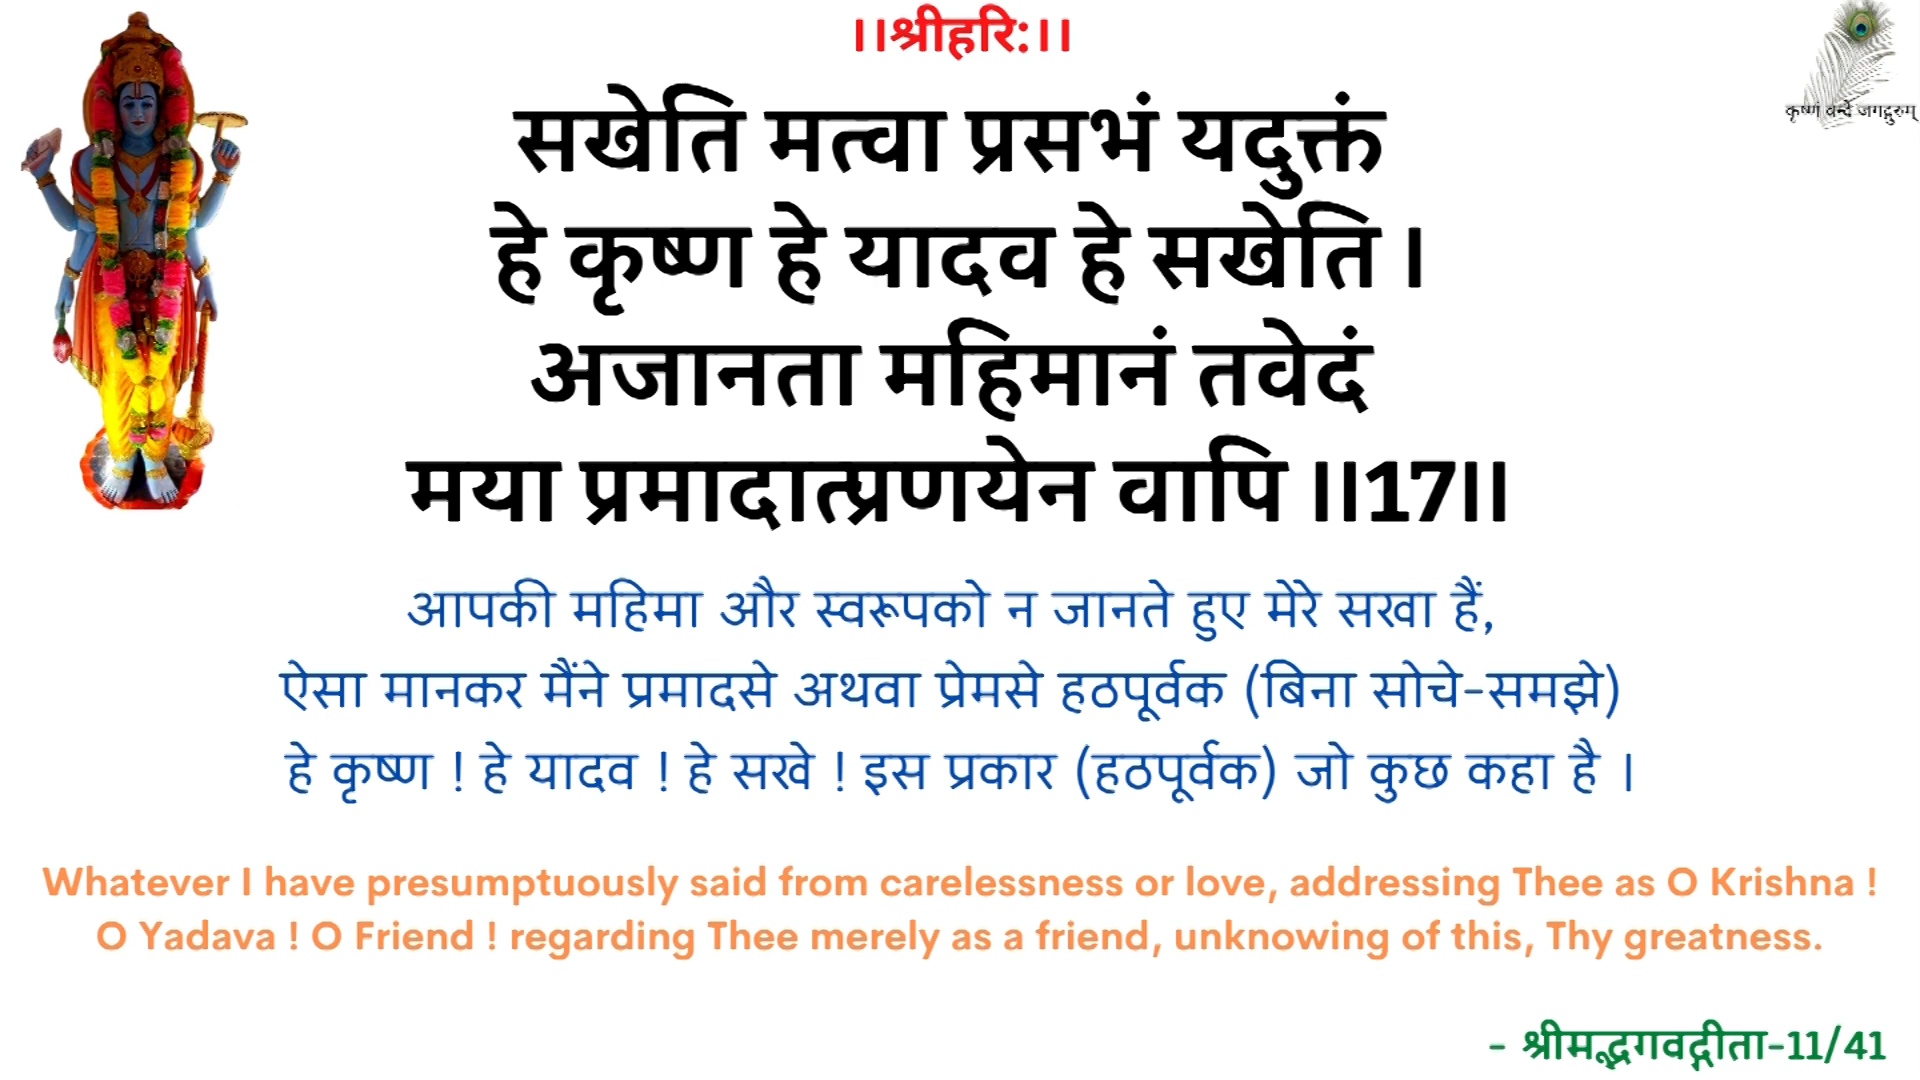 ।।श्रीहरि:।।
कृष्णं वन्दे जगद्गुरुम्
सखेति मत्वा प्रसभं यदुक्तं
हे कृष्ण हे यादव हे सखेति ।
अजानता महिमानं तवेदं
मया प्रमादात्प्रणयेन वापि ।।17।।
आपकी महिमा और स्वरूपको न जानते हुए मेरे सखा हैं,
ऐसा मानकर मैंने प्रमादसे अथवा प्रेमसे हठपूर्वक (बिना सोचे-समझे)
हे कृष्ण ! हे यादव ! हे सखे ! इस प्रकार (हठपूर्वक) जो कुछ कहा है ।
Whatever I have presumptuously said from carelessness or love, addressing Thee as O Krishna !
O Yadava ! O Friend ! regarding Thee merely as a friend, unknowing of this, Thy greatness.
- श्रीमद्भगवद्गीता-11/41